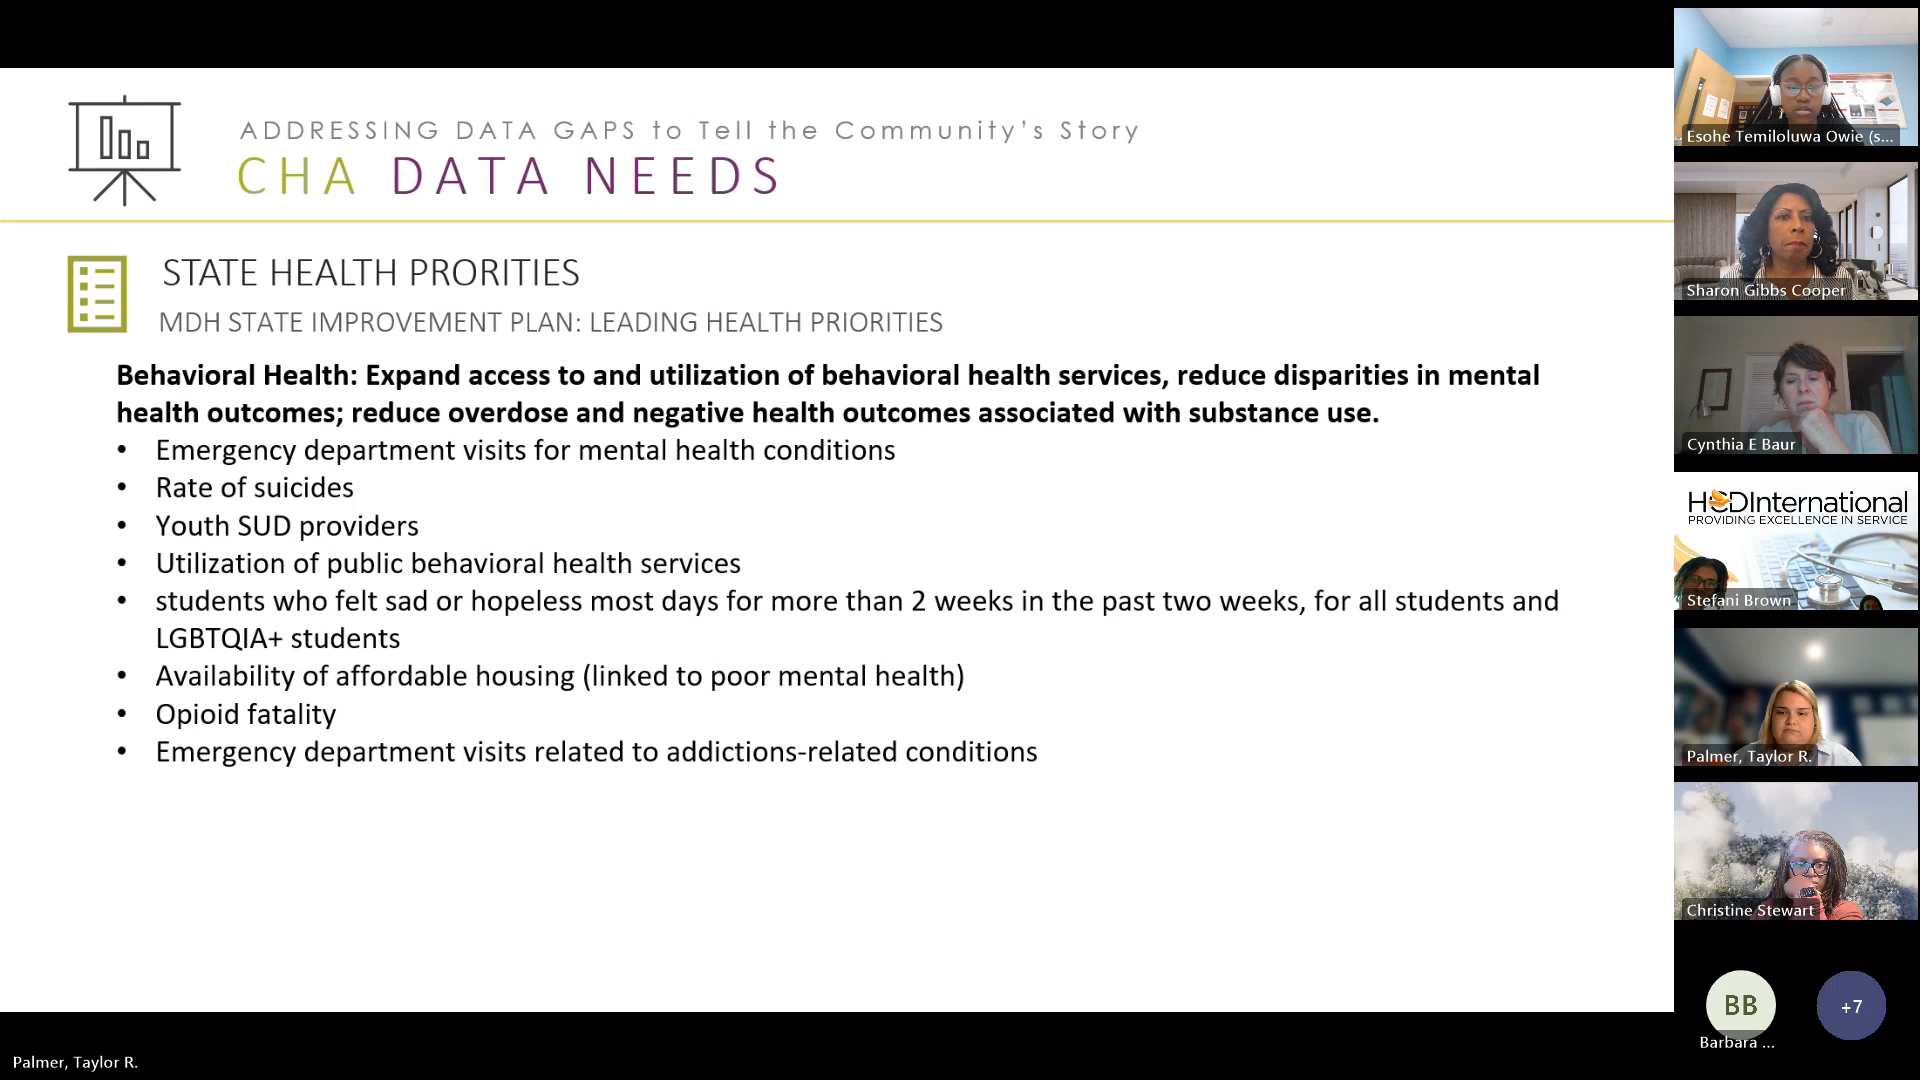 ADDRESSING DATA GAPS to Tell the Community's Story
CHA DATA NEEDS
STATE HEALTH PRORITIES
MDH STATE IMPROVEMENT PLAN: LEADING HEALTH PRIORITIES
Behavioral Health: Expand access to and utilization of behavioral health services, reduce disparities in mental
health outcomes; reduce overdose and negative health outcomes associated with substance use.
• Emergency department visits for mental health conditions
• Rate of suicides
• Youth SUD providers
• Utilization of public behavioral health services
• students who felt sad or hopeless most days for more than 2 weeks in the past two weeks, for all students and
LGBTQIA+ students
• Availability of affordable housing (linked to poor mental health)
• Opioid fatality
• Emergency department visits related to addictions-related conditions
Esohe Temiloluwa Owie (s...
Sharon Gibbs Cooper
Cynthia E Baur
HCDInternational
PROVIDING EXCELLENCE IN SERVICE
Stefani Brown
Palmer, Taylor R.
Christine Stewart
BB
Barbara ...
+7
Palmer, Taylor R.